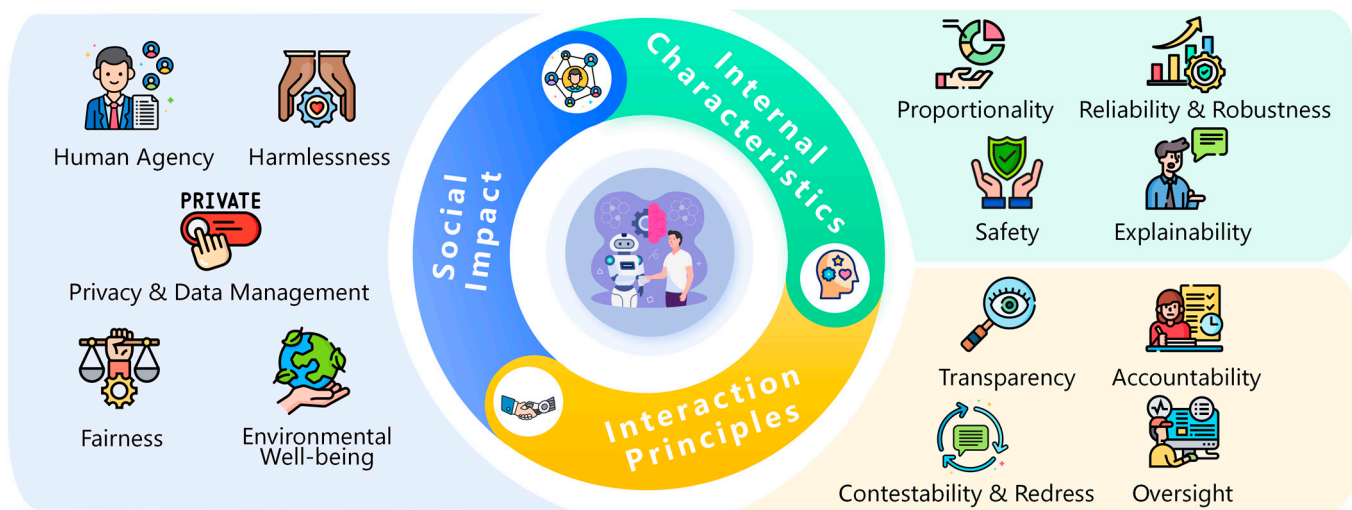 Human Agency
Harmlessness
PRIVATE
Privacy & Data Management
Fairness
Environmental
Well-being
Social
Impact
Internal
Characteristics
Interaction
Principles
Proportionality
Reliability & Robustness
Safety
Explainability
Transparency
Accountability
Contestability & Redress
Oversight